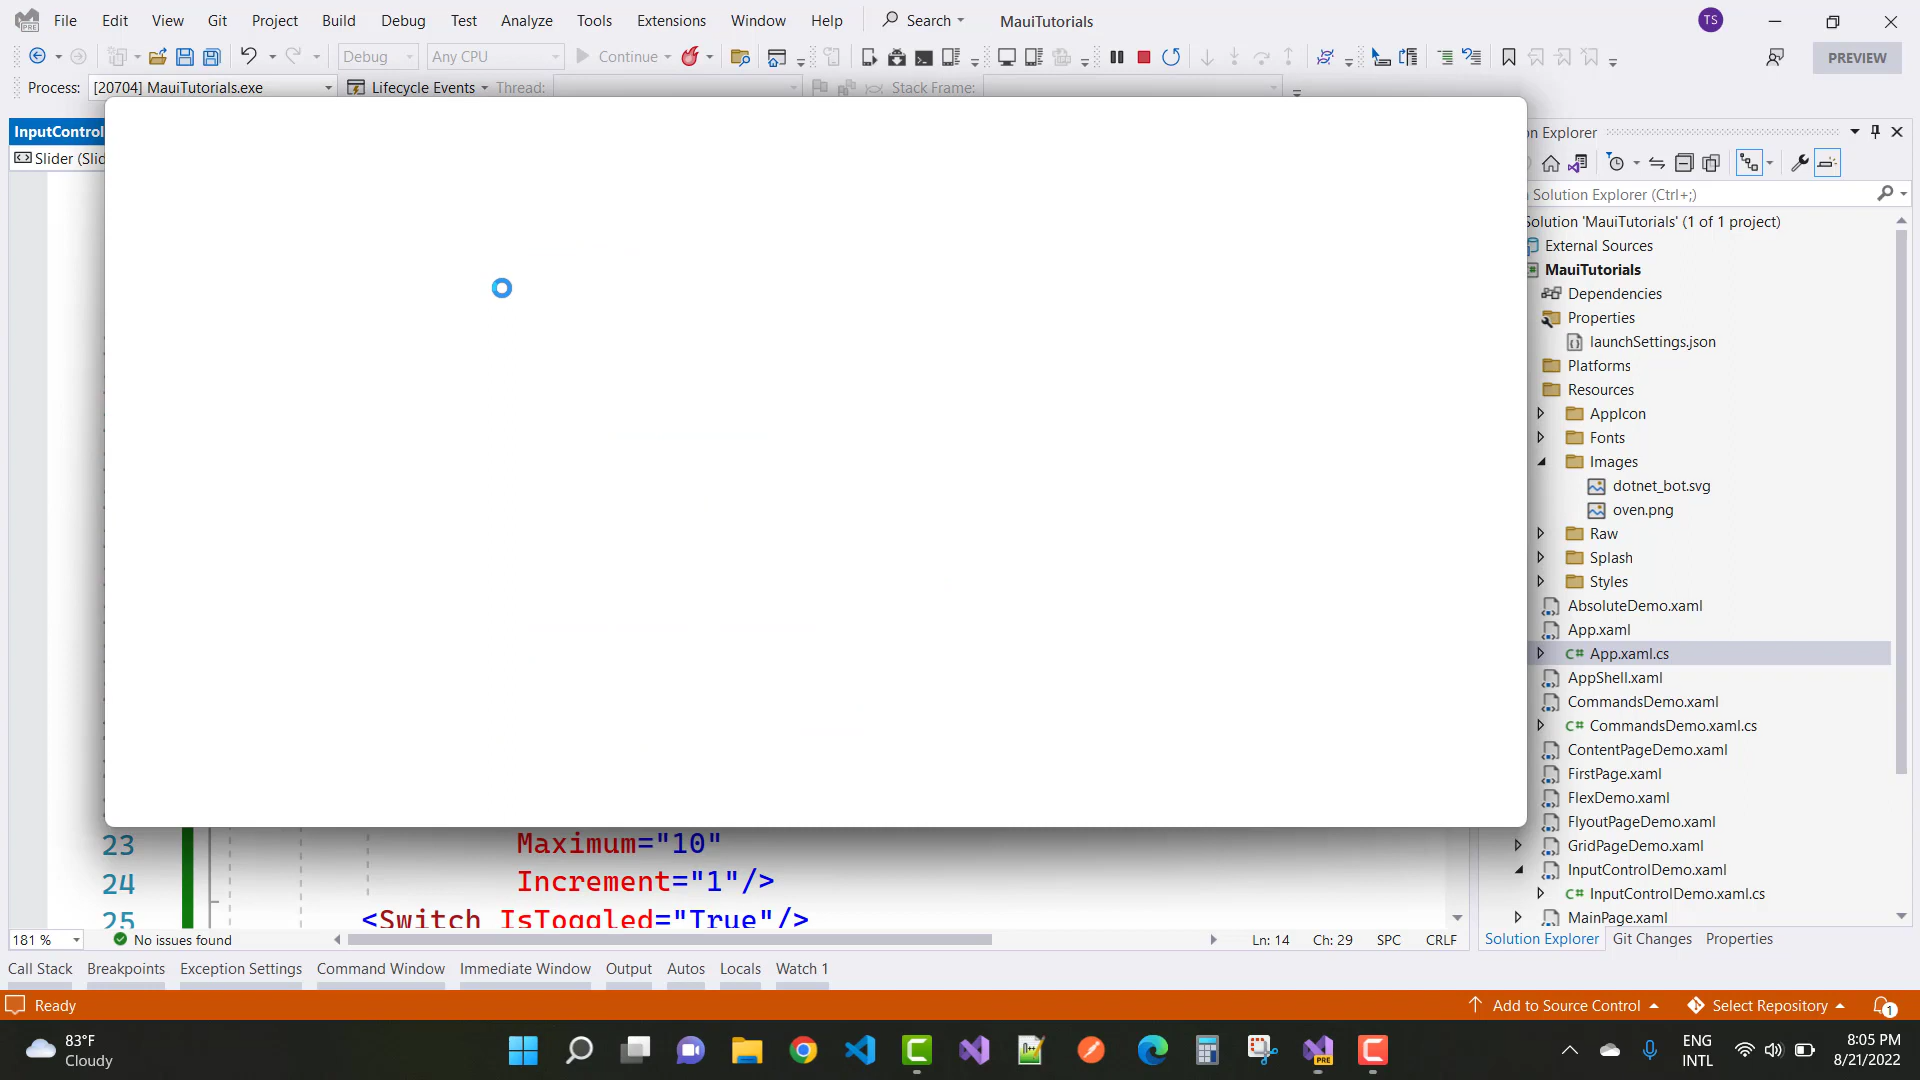 File Edit View Git Project Build Debug Test Analyze Tools Extensions Window Help Search MauiTutorials TS
Debug Any CPU Continue PREVIEW
Process: [20704] MauiTutorials.exe Lifecycle Events Thread: Stack Frame:
InputControl
Slider (Slid
n Explorer
Solution Explorer (Ctrl+;)
Solution 'MauiTutorials' (1 of 1 project)
External Sources
MauiTutorials
Dependencies
Properties
launchSettings.json
Platforms
Resources
AppIcon
Fonts
Images
dotnet_bot.svg
oven.png
Raw
Splash
Styles
AbsoluteDemo.xaml
App.xaml
C# App.xaml.cs
AppShell.xaml
CommandsDemo.xaml
C# CommandsDemo.xaml.cs
ContentPageDemo.xaml
FirstPage.xaml
FlexDemo.xaml
FlyoutPageDemo.xaml
GridPageDemo.xaml
InputControlDemo.xaml
C# InputControlDemo.xaml.cs
MainPage.xaml
23 Maximum="10"
24 Increment="1"/>
25 <Switch IsToggled="True"/>
181 % No issues found Ln: 14 Ch: 29 SPC CRLF
Solution Explorer Git Changes Properties
Call Stack Breakpoints Exception Settings Command Window Immediate Window Output Autos Locals Watch 1
Ready Add to Source Control Select Repository 1
83°F
Cloudy
ENG
INTL
8:05 PM
8/21/2022